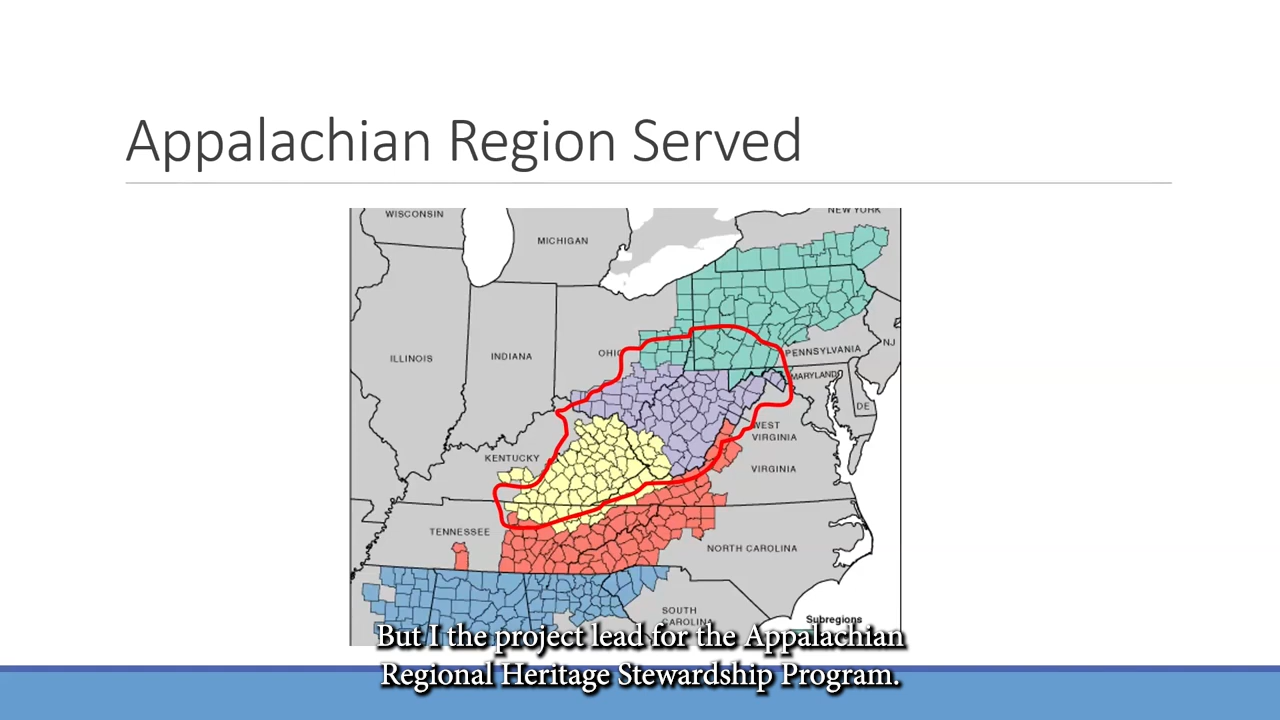 Appalachian Region Served
WISCONSIN
NEW YORK
MICHIGAN
ILLINOIS
INDIANA
OHIO
PENNSYLVANIA
NJ
MARYLAND
DE
WEST
VIRGINIA
KENTUCKY
VIRGINIA
TENNESSEE
NORTH CAROLINA
SOUTH
CAROLINA
Subregions
But I the project lead for the Appalachian
Regional Heritage Stewardship Program.